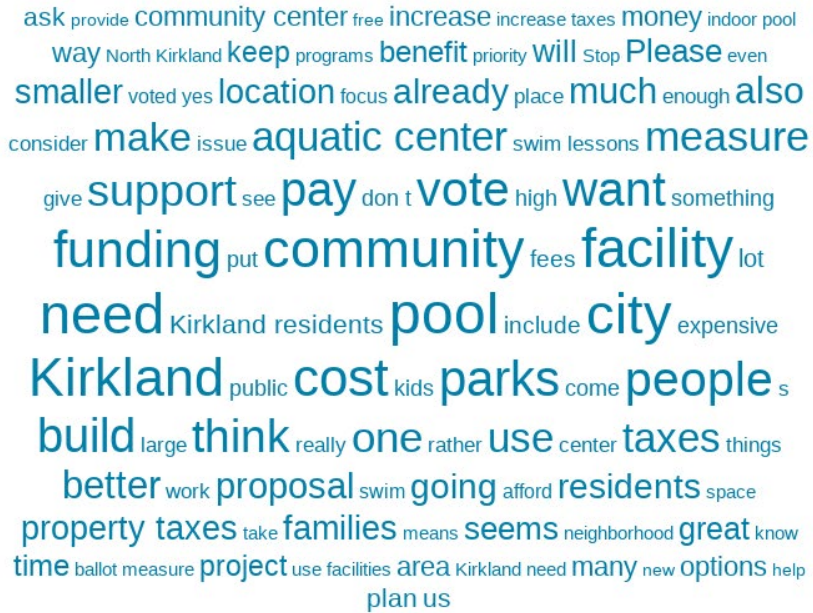 ask provide community center free increase increase taxes money indoor pool
way North Kirkland keep programs benefit priority will Stop Please even
smaller voted yes location focus already place much enough also
consider make issue aquatic center swim lessons measure
give support see pay don t vote high want something
funding put community fees facility lot
need Kirkland residents pool include city expensive
Kirkland public cost kids parks come people s
build large think really one rather use center taxes things
better work proposal swim going afford residents space
property taxes take families means seems neighborhood great know
time ballot measure project use facilities area Kirkland need many new options help
plan us